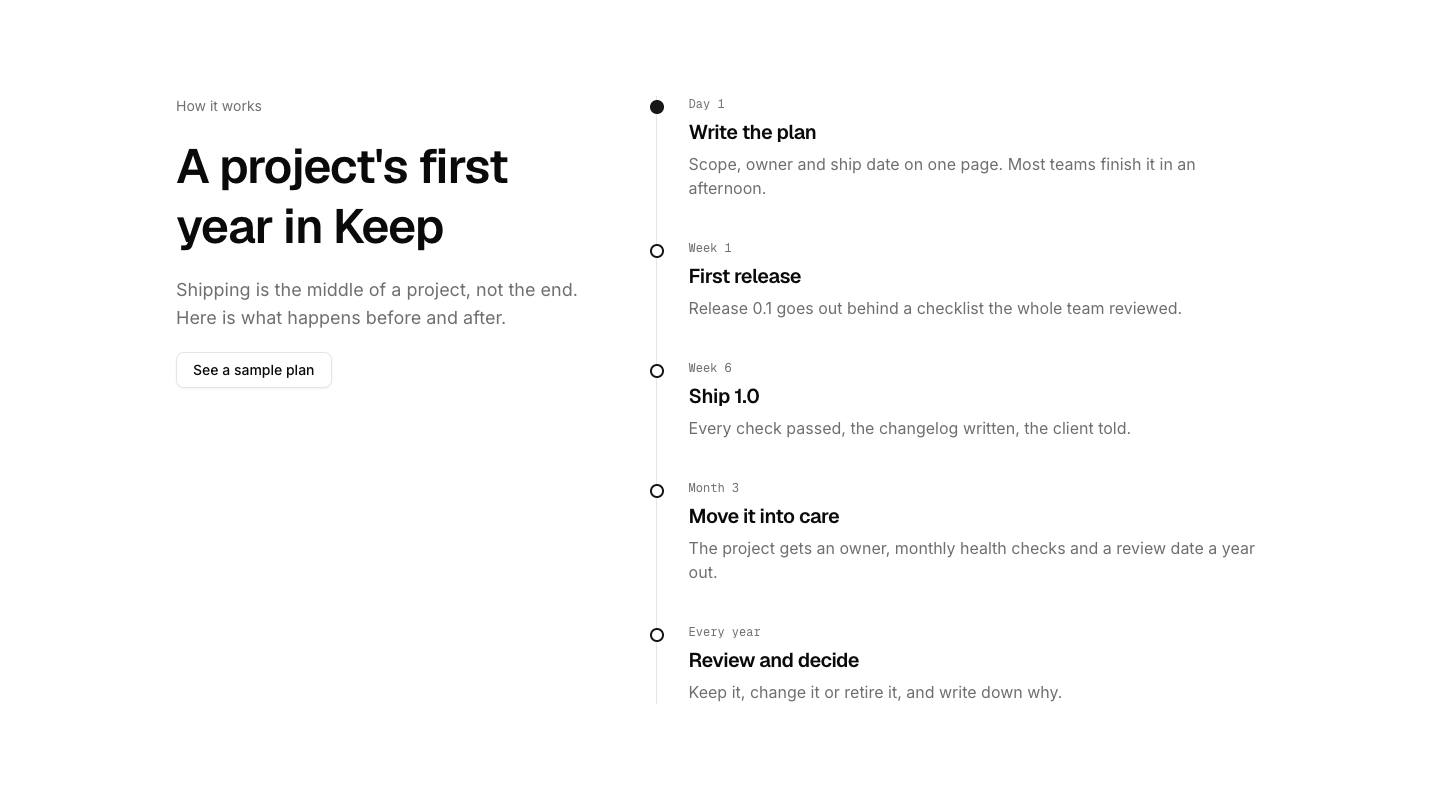 How it works
A project's first
year in Keep
Shipping is the middle of a project, not the end.
Here is what happens before and after.
See a sample plan
Day 1
Write the plan
Scope, owner and ship date on one page. Most teams finish it in an
afternoon.
Week 1
First release
Release 0.1 goes out behind a checklist the whole team reviewed.
Week 6
Ship 1.0
Every check passed, the changelog written, the client told.
Month 3
Move it into care
The project gets an owner, monthly health checks and a review date a year
out.
Every year
Review and decide
Keep it, change it or retire it, and write down why.